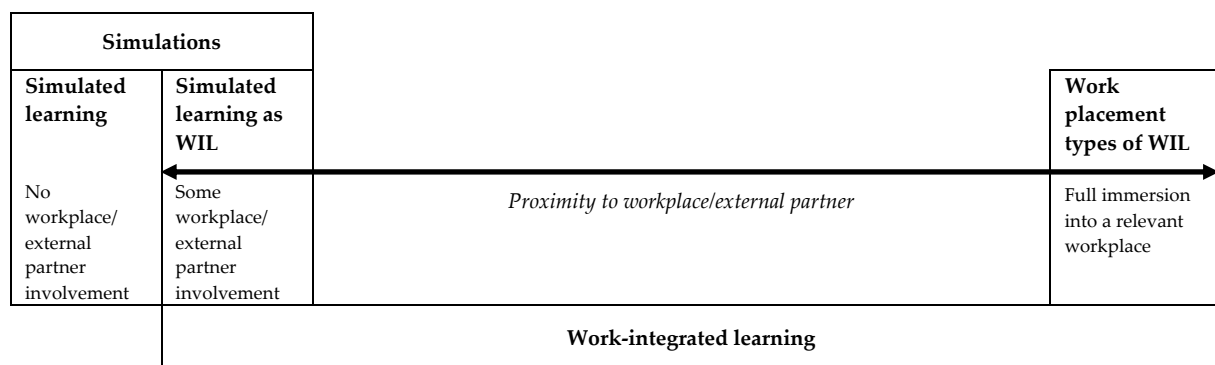 Simulations
Simulated
learning
Simulated
learning as
WIL
Work
placement
types of WIL
No
workplace/
external
partner
involvement
Some
workplace/
external
partner
involvement
Proximity to workplace/external partner
Full immersion
into a relevant
workplace
Work-integrated learning